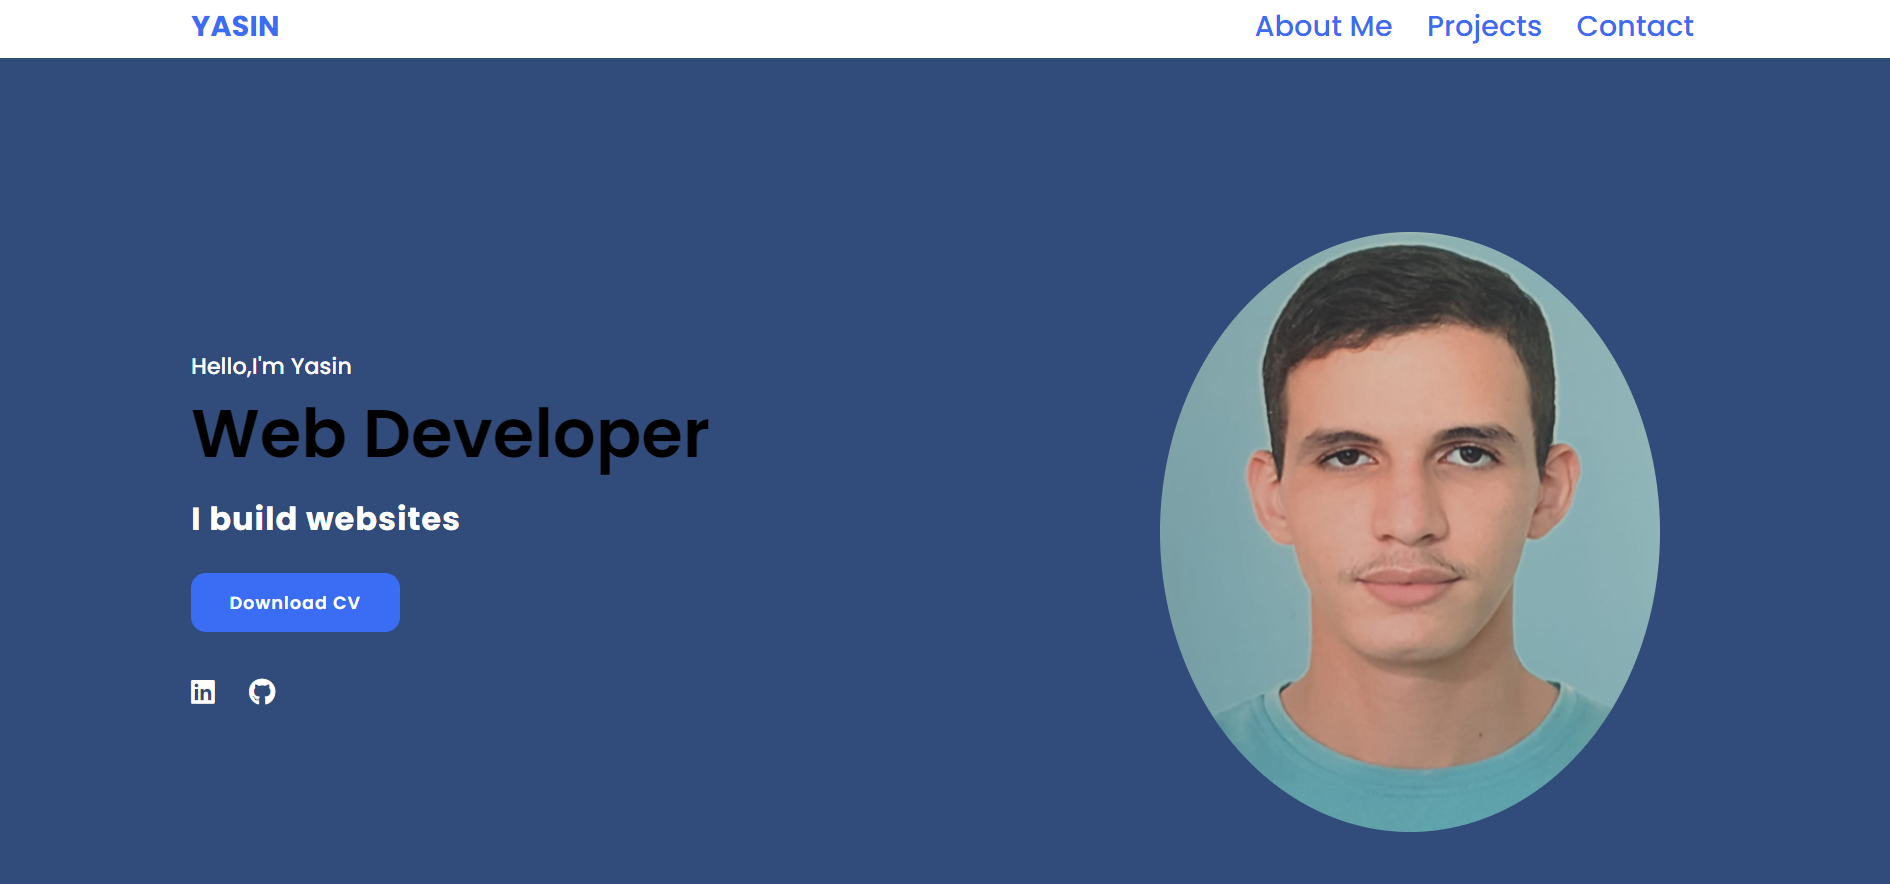 YASIN
About Me Projects Contact
Hello,I'm Yasin
Web Developer
I build websites
Download CV
in